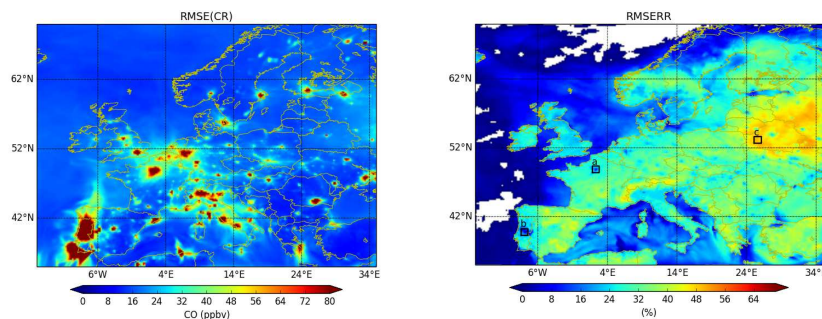 RMSE(CR)
62°N
52°N
42°N
6°W 4°E 14°E 24°E 34°E
0 8 16 24 32 40 48 56 64 72 80
CO (ppbv)
RMSERR
62°N
52°N
42°N
c
a
6°W 4°E 14°E 24°E 34°E
0 8 16 24 32 40 48 56 64
(%)